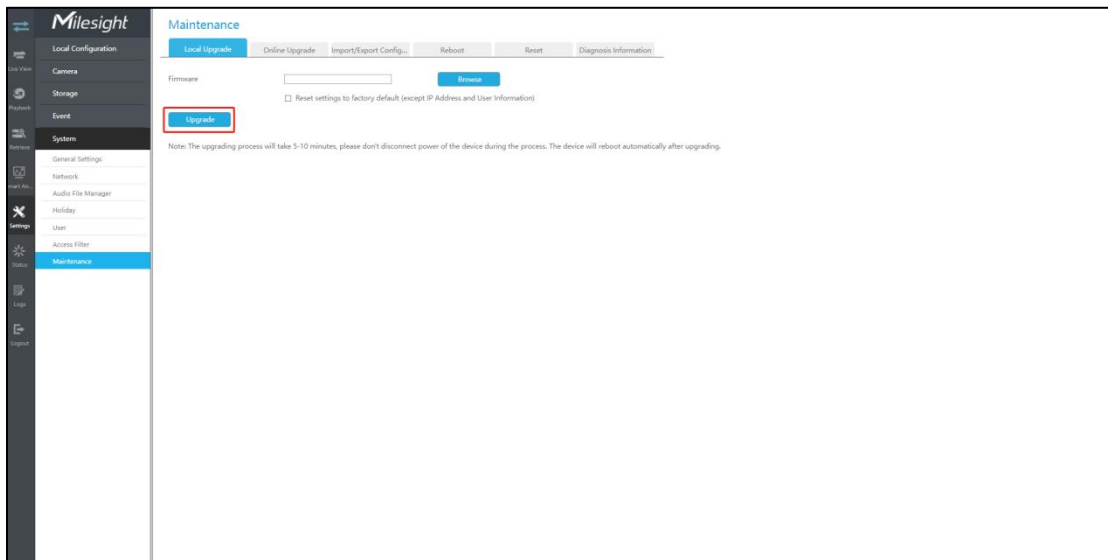 Milesight
Live View
Playback
Retrieve
Smart An...
Settings
Status
Logs
Logout
Local Configuration
Camera
Storage
Event
System
General Settings
Network
Audio File Manager
Holiday
User
Access Filter
Maintenance
Maintenance
Local Upgrade Online Upgrade Import/Export Config... Reboot Reset Diagnosis Information
Firmware Browse
Reset settings to factory default (except IP Address and User Information)
Upgrade
Note: The upgrading process will take 5-10 minutes, please don't disconnect power of the device during the process. The device will reboot automatically after upgrading.